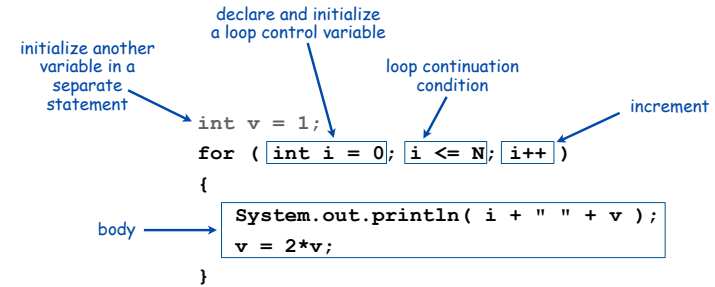 declare and initialize
a loop control variable
initialize another
variable in a
separate
statement
loop continuation
condition
increment
int v = 1;
for ( int i = 0; i <= N; i++ )
{
System.out.println( i + " " + v );
v = 2*v;
body
}